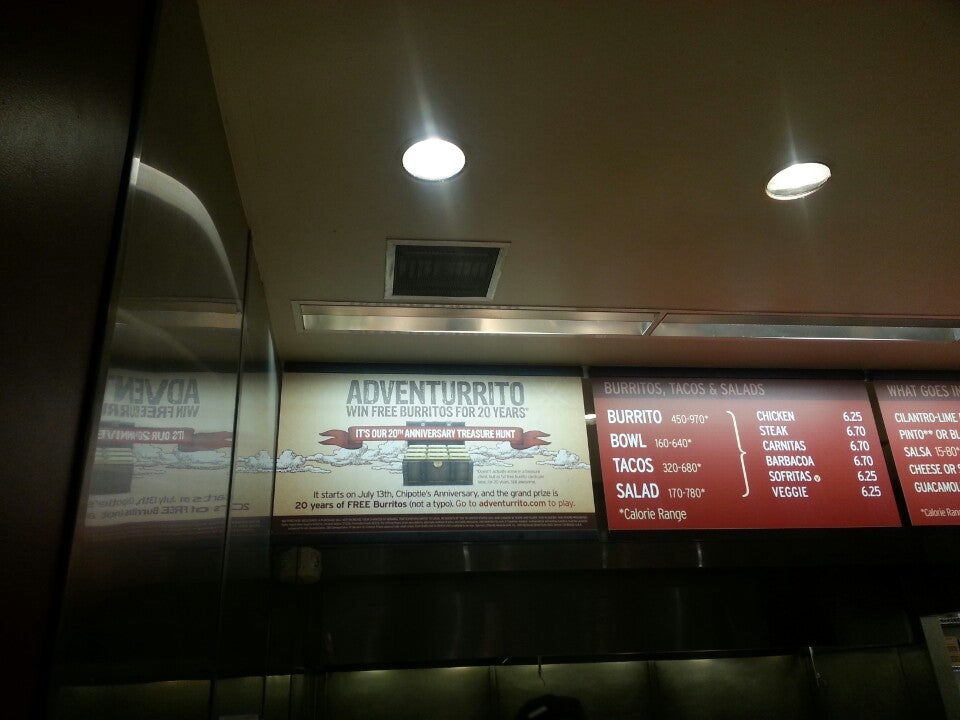 ADVENTURRITO
WIN FREE BURRITOS FOR 20 YEARS*
IT'S OUR 20TH ANNIVERSARY TREASURE HUNT
It starts on July 13th, Chipotle's Anniversary, and the grand prize is
20 years of FREE Burritos (not a typo). Go to adventurrito.com to play.
BURRITOS, TACOS & SALADS
BURRITO 450-970*
BOWL 160-640*
TACOS 320-680*
SALAD 170-780*
*Calorie Range
CHICKEN 6.25
STEAK 6.70
CARNITAS 6.70
BARBACOA 6.70
SOFRITAS 6.25
VEGGIE 6.25
WHAT GOES IN
CILANTRO-LIME
PINTO** OR BL
SALSA 15-80*
CHEESE OR S
GUACAMOL
*Calorie Ran